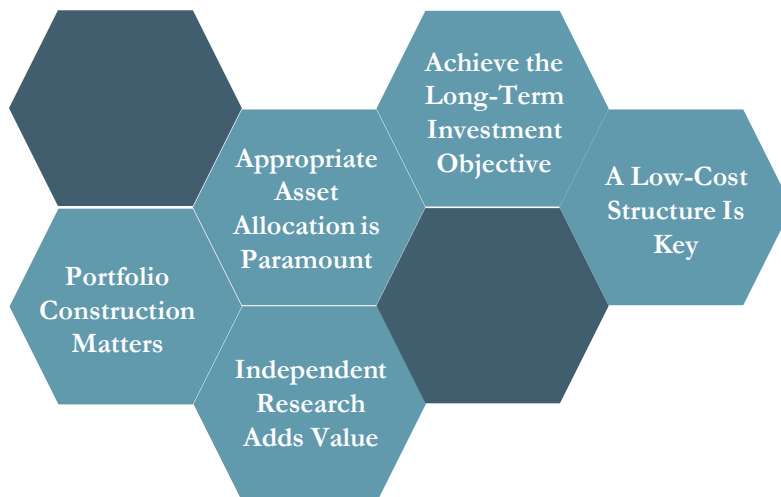 Achieve the
Long-Term
Investment
Objective
Appropriate
Asset
Allocation is
Paramount
A Low-Cost
Structure Is
Key
Portfolio
Construction
Matters
Independent
Research
Adds Value